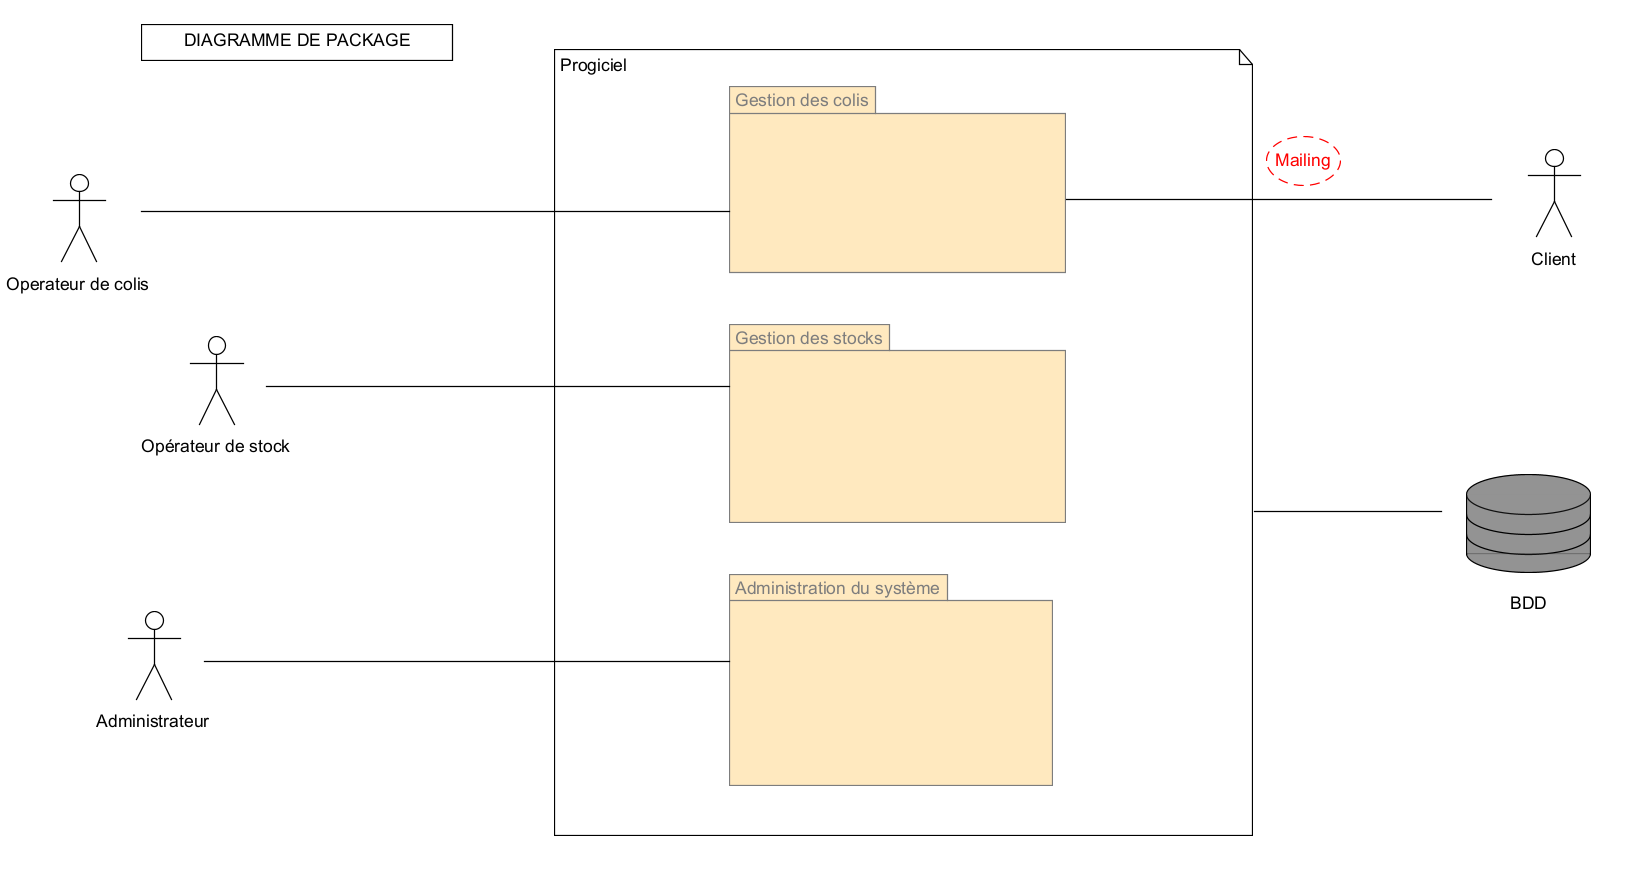 DIAGRAMME DE PACKAGE
Progiciel
Gestion des colis
Mailing
Operateur de colis
Client
Gestion des stocks
Opérateur de stock
Administration du système
BDD
Administrateur